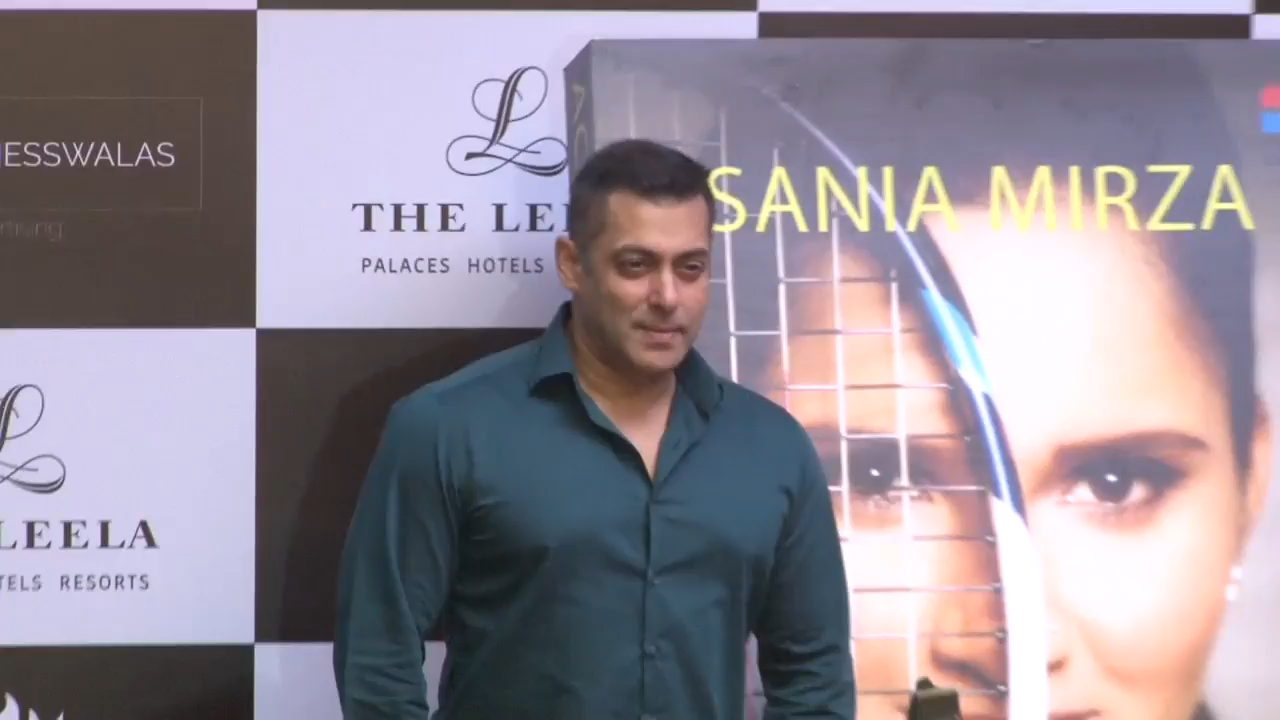 ESSWALAS
THE LEE
PALACES HOTELS
SANIA MIRZA
LEELA
TELS RESORTS